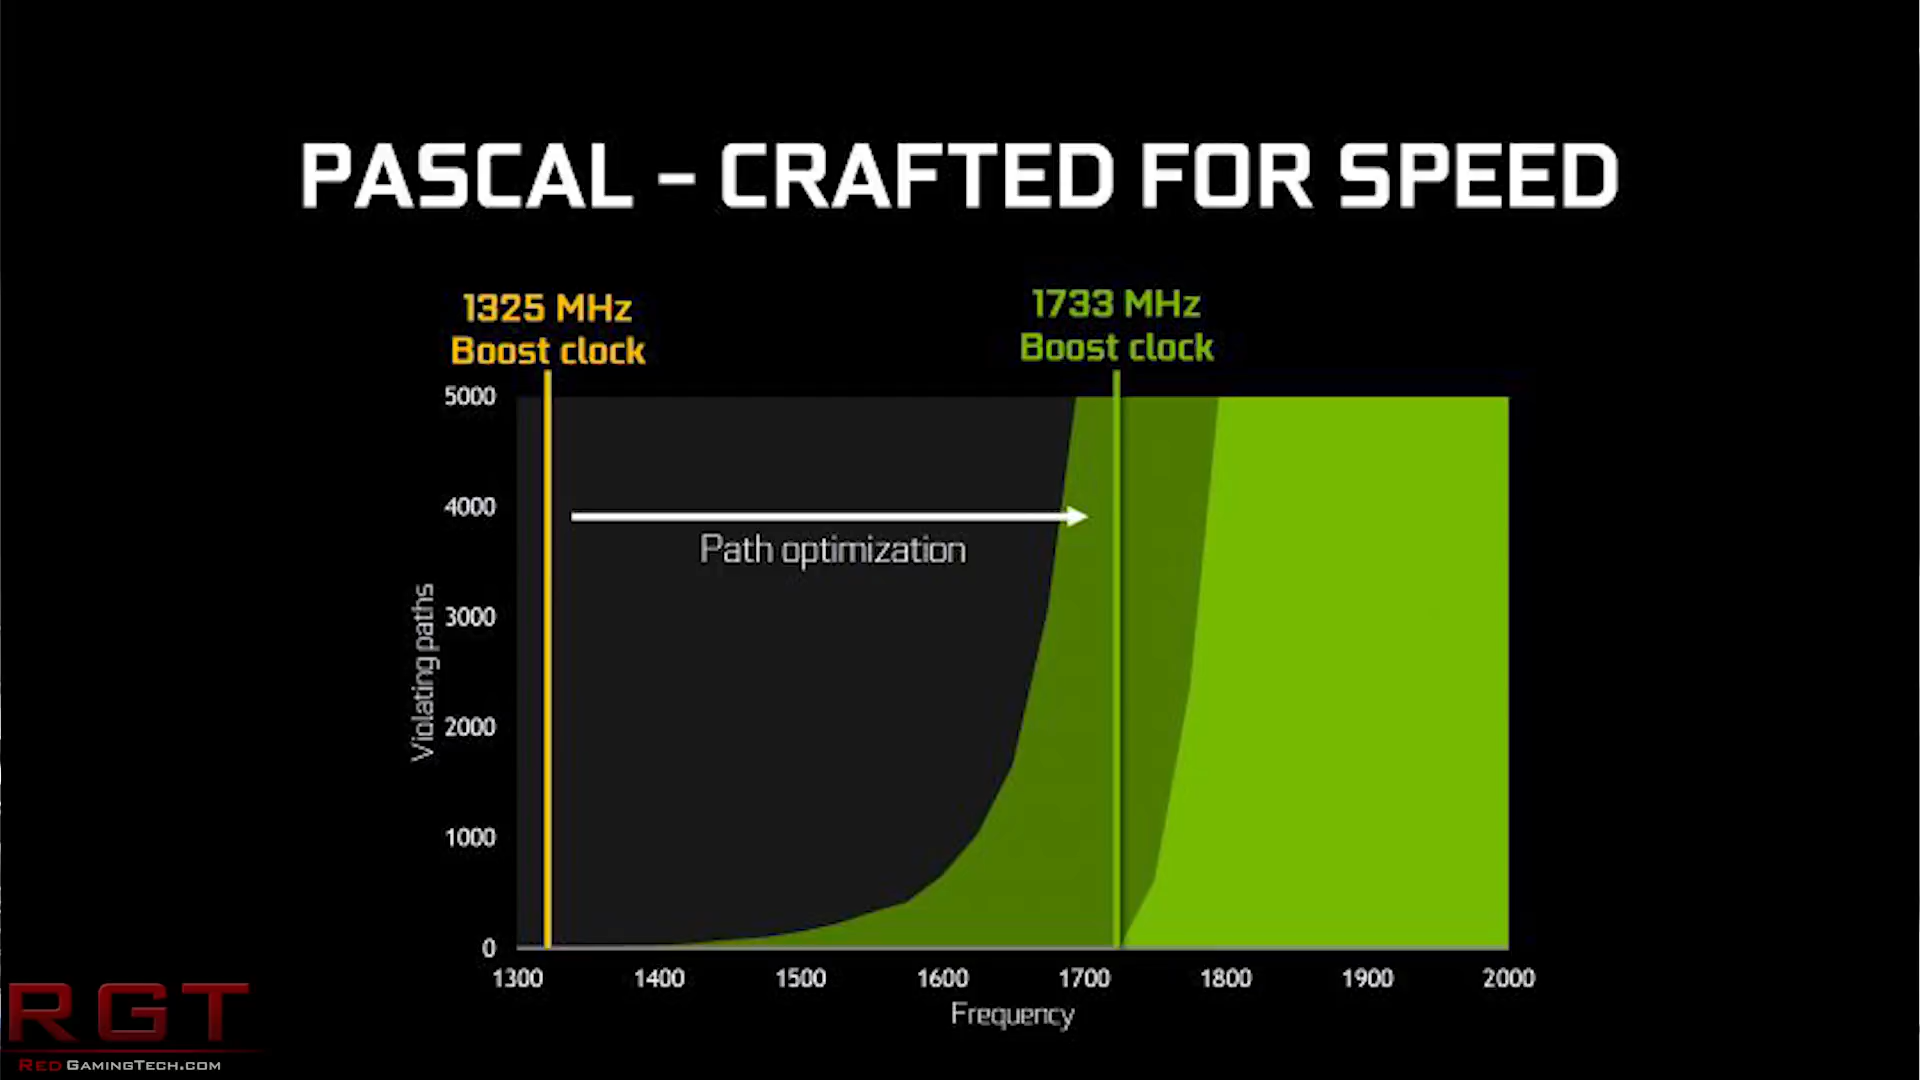 PASCAL – CRAFTED FOR SPEED
1325 MHz
Boost clock
1733 MHz
Boost clock
5000
4000
3000
2000
1000
0
Violating paths
Path optimization
1300 1400 1500 1600 1700 1800 1900 2000
Frequency
RGT
REDGAMINGTECH.COM